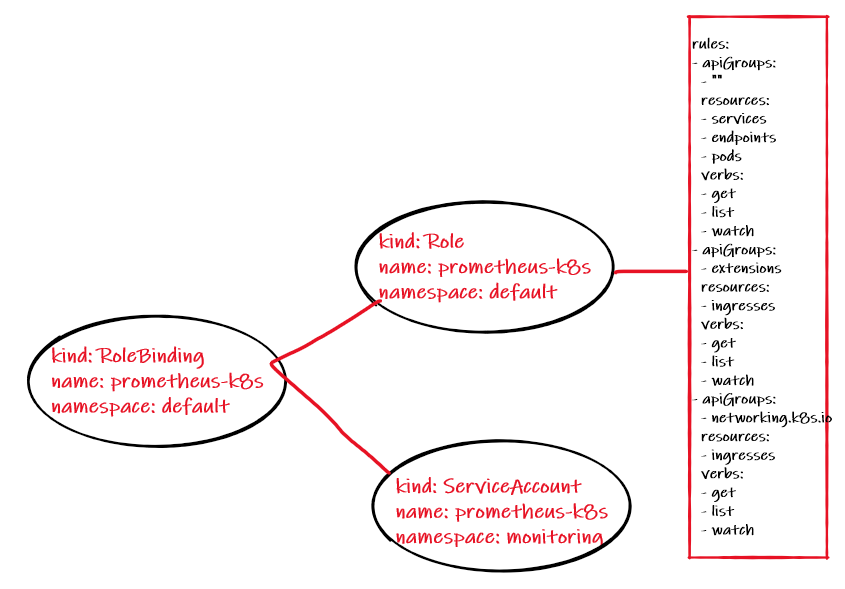 kind: RoleBinding
name: prometheus-k8s
namespace: default
kind: Role
name: prometheus-k8s
namespace: default
kind: ServiceAccount
name: prometheus-k8s
namespace: monitoring
rules:
- apiGroups:
  - ""
  resources:
  - services
  - endpoints
  - pods
  verbs:
  - get
  - list
  - watch
- apiGroups:
  - extensions
  resources:
  - ingresses
  verbs:
  - get
  - list
  - watch
- apiGroups:
  - networking.k8s.io
  resources:
  - ingresses
  verbs:
  - get
  - list
  - watch